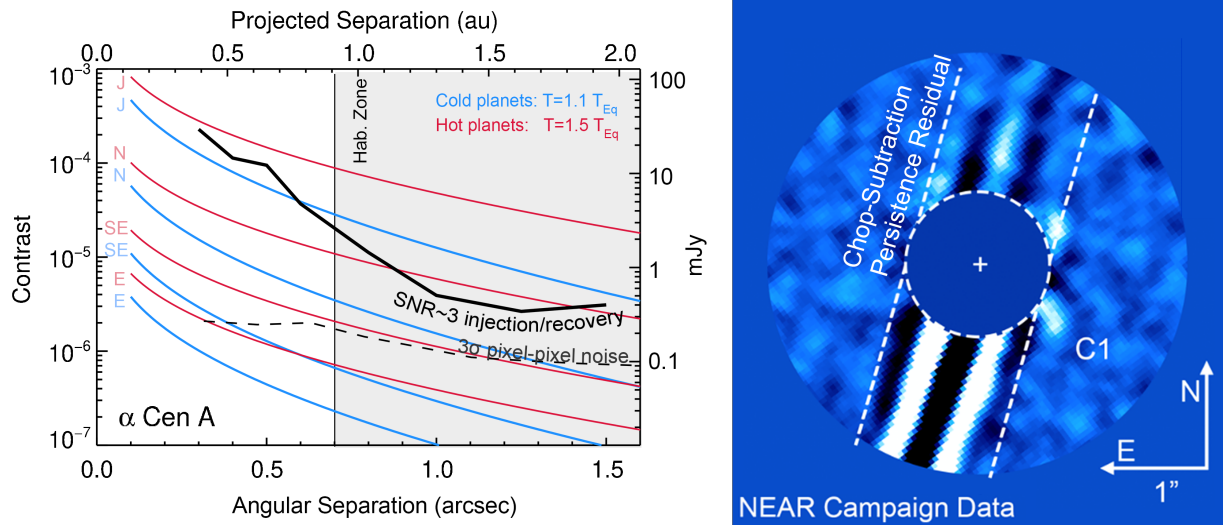 Projected Separation (au)
0.0 0.5 1.0 1.5 2.0
10⁻³
10⁻⁴
10⁻⁵
10⁻⁶
10⁻⁷
Contrast
J
J
N
N
SE
SE
E
E
Hab. Zone
Cold planets: T=1.1 T_Eq
Hot planets: T=1.5 T_Eq
SNR~3 injection/recovery
3σ pixel-pixel noise
α Cen A
100
10
1
0.1
mJy
0.0 0.5 1.0 1.5
Angular Separation (arcsec)
Chop-Subtraction
Persistence Residual
+
C1
N
E
1”
NEAR Campaign Data